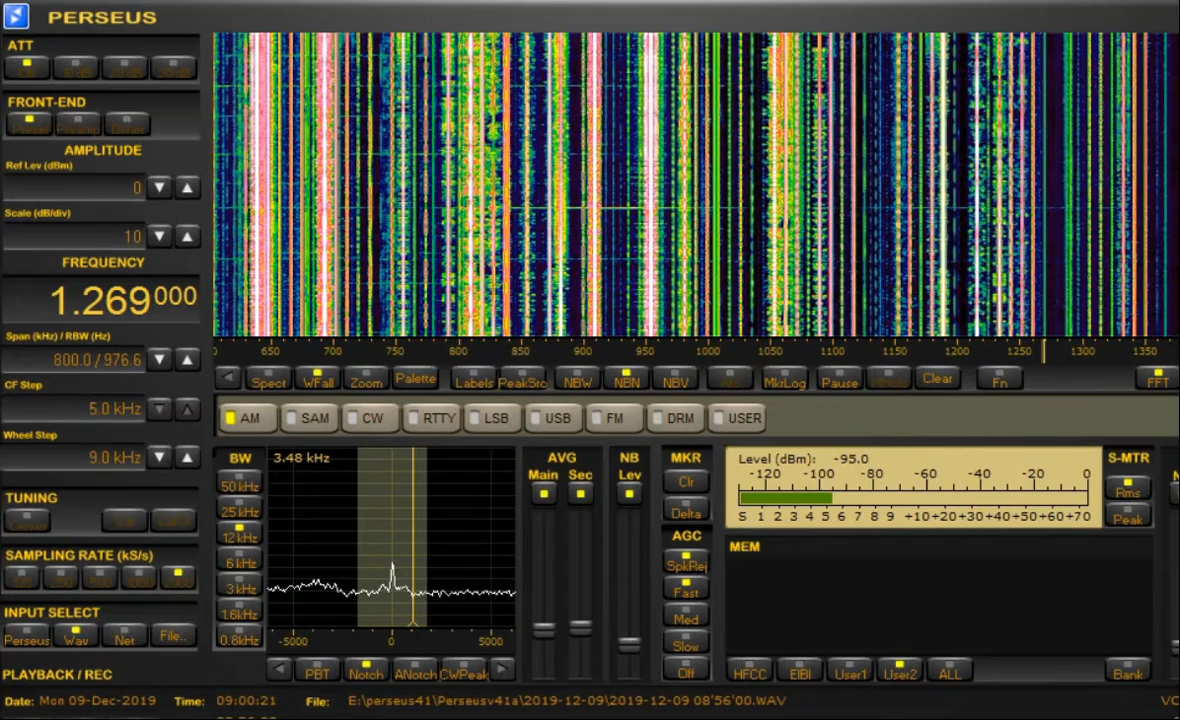 PERSEUS
ATT
FRONT-END
Preamp
AMPLITUDE
Ref Lev (dBm)
0
Scale (dB/div)
10
FREQUENCY
1.269000
Span (kHz) / RBW (Hz)
800.0 / 976.6
CF Step
5.0 kHz
Wheel Step
9.0 kHz
TUNING
SAMPLING RATE (kS/s)
INPUT SELECT
Perseus Wav Net File..
PLAYBACK / REC
650 700 750 800 850 900 950 1000 1050 1100 1150 1200 1250 1300 1350
Spect WFall Zoom Palette Labels PeakSrc NBW NBN NBV MkrLog Pause Clear Fn FFT
AM SAM CW RTTY LSB USB FM DRM USER
BW
50 kHz
25 kHz
12 kHz
6 kHz
3 kHz
1.6kHz
0.8kHz
3.48 kHz
-5000 0 5000
PBT Notch ANotch CWPeak
AVG
Main Sec
NB
Lev
MKR
Clr
Delta
AGC
SpkRej
Fast
Med
Slow
Off
Level (dBm): -95.0
-120 -100 -80 -60 -40 -20 0
S 1 2 3 4 5 6 7 8 9 +10+20+30+40+50+60+70
S-MTR
Rms
Peak
MEM
HFCC EIBI User1 User2 ALL Bank
Date: Mon 09-Dec-2019 Time: 09:00:21 File: E:\perseus41\Perseusv41a\2019-12-09\2019-12-09 08'56'00.WAV